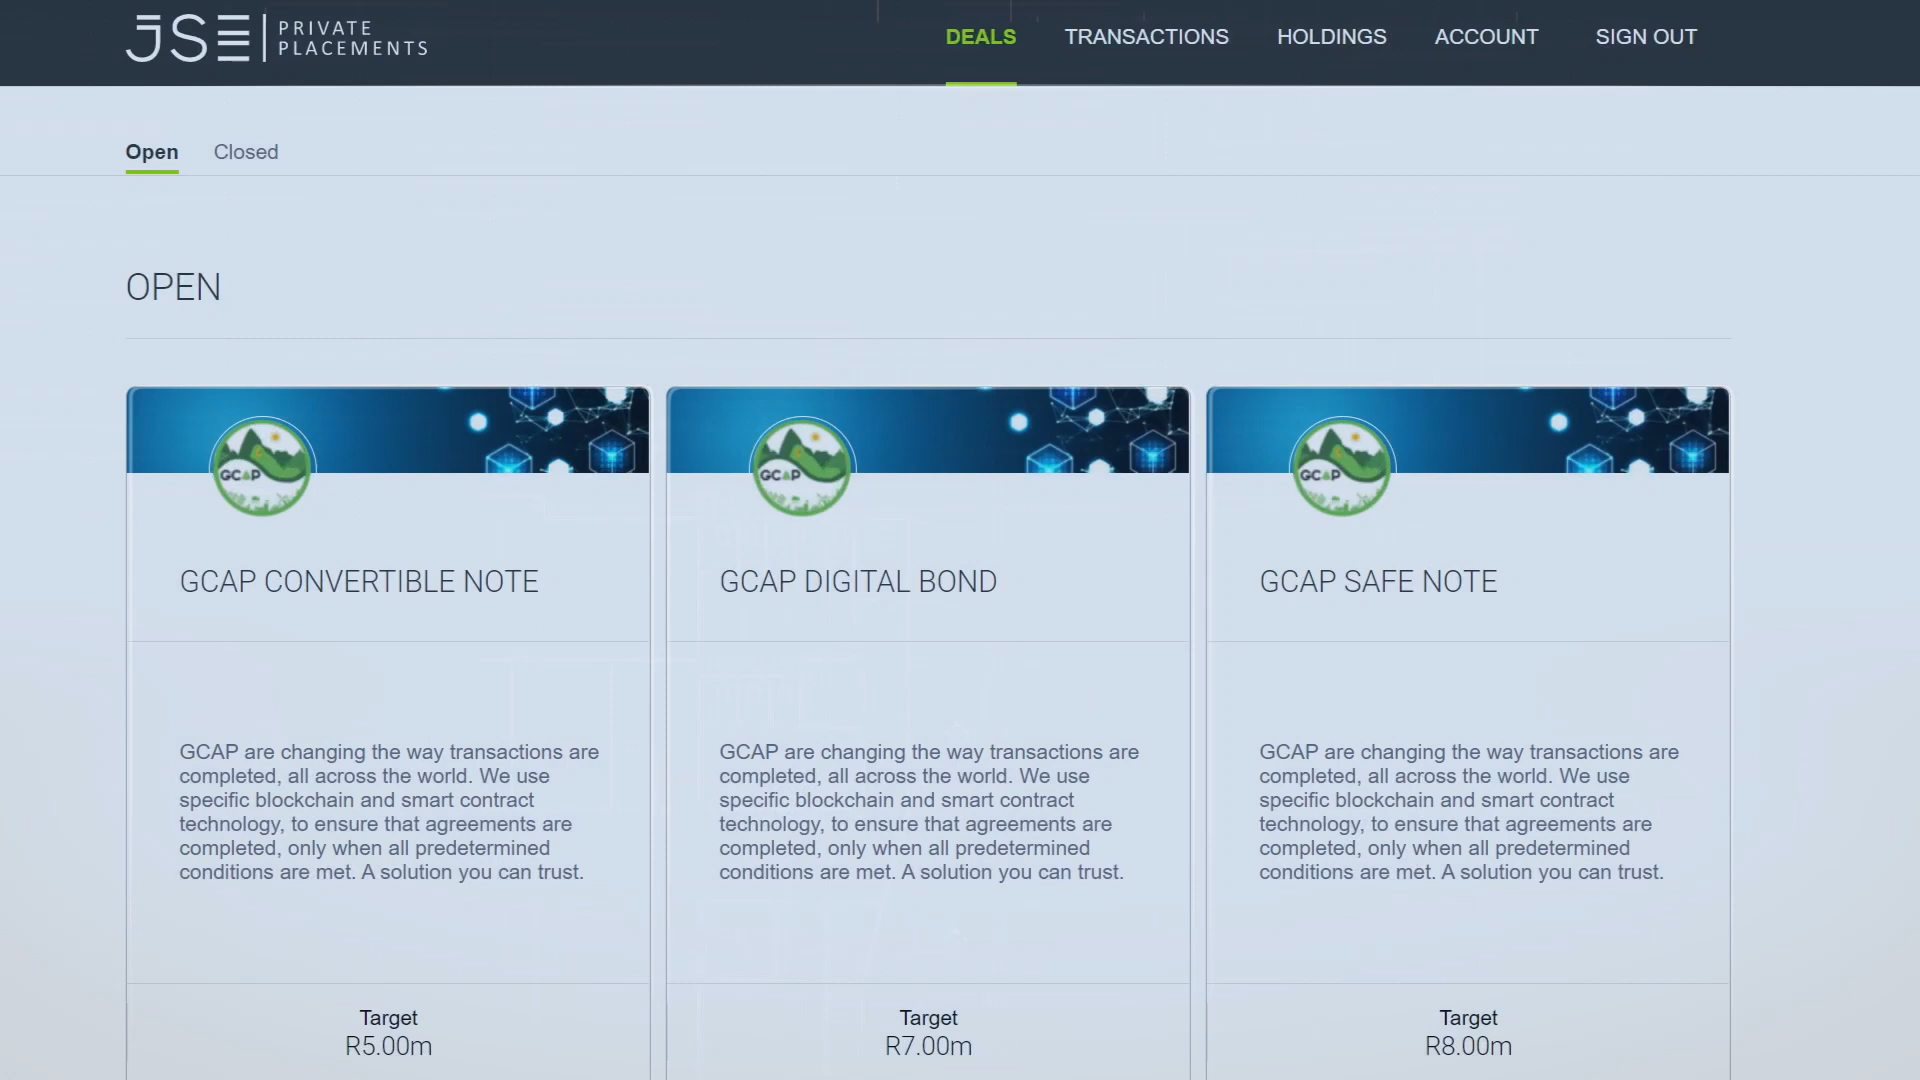 JSE PRIVATE
PLACEMENTS
DEALS TRANSACTIONS HOLDINGS ACCOUNT SIGN OUT
Open Closed
OPEN
GCAP
GCAP CONVERTIBLE NOTE
GCAP are changing the way transactions are
completed, all across the world. We use
specific blockchain and smart contract
technology, to ensure that agreements are
completed, only when all predetermined
conditions are met. A solution you can trust.
Target
R5.00m
GCAP
GCAP DIGITAL BOND
GCAP are changing the way transactions are
completed, all across the world. We use
specific blockchain and smart contract
technology, to ensure that agreements are
completed, only when all predetermined
conditions are met. A solution you can trust.
Target
R7.00m
GCAP
GCAP SAFE NOTE
GCAP are changing the way transactions are
completed, all across the world. We use
specific blockchain and smart contract
technology, to ensure that agreements are
completed, only when all predetermined
conditions are met. A solution you can trust.
Target
R8.00m